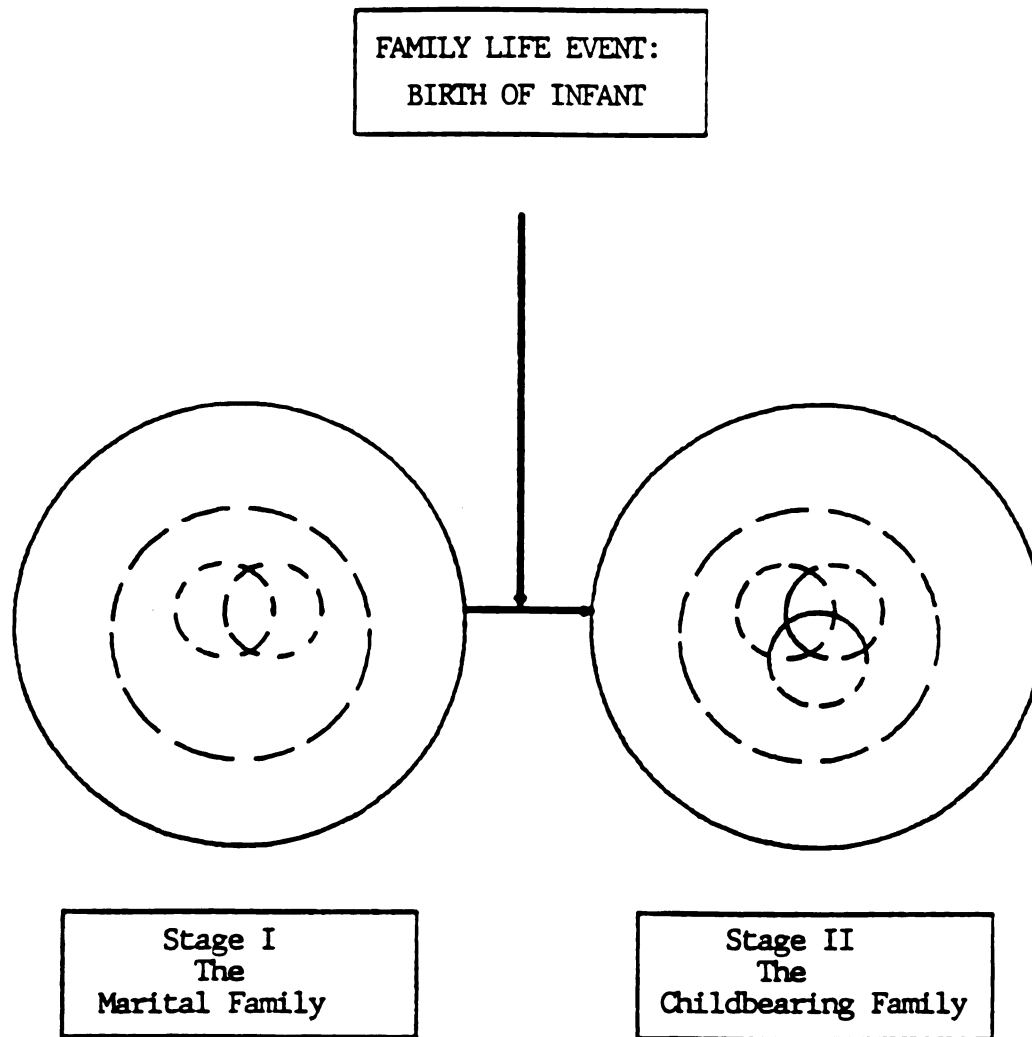 FAMILY LIFE EVENT:
BIRTH OF INFANT
Stage I
The
Marital Family
Stage II
The
Childbearing Family